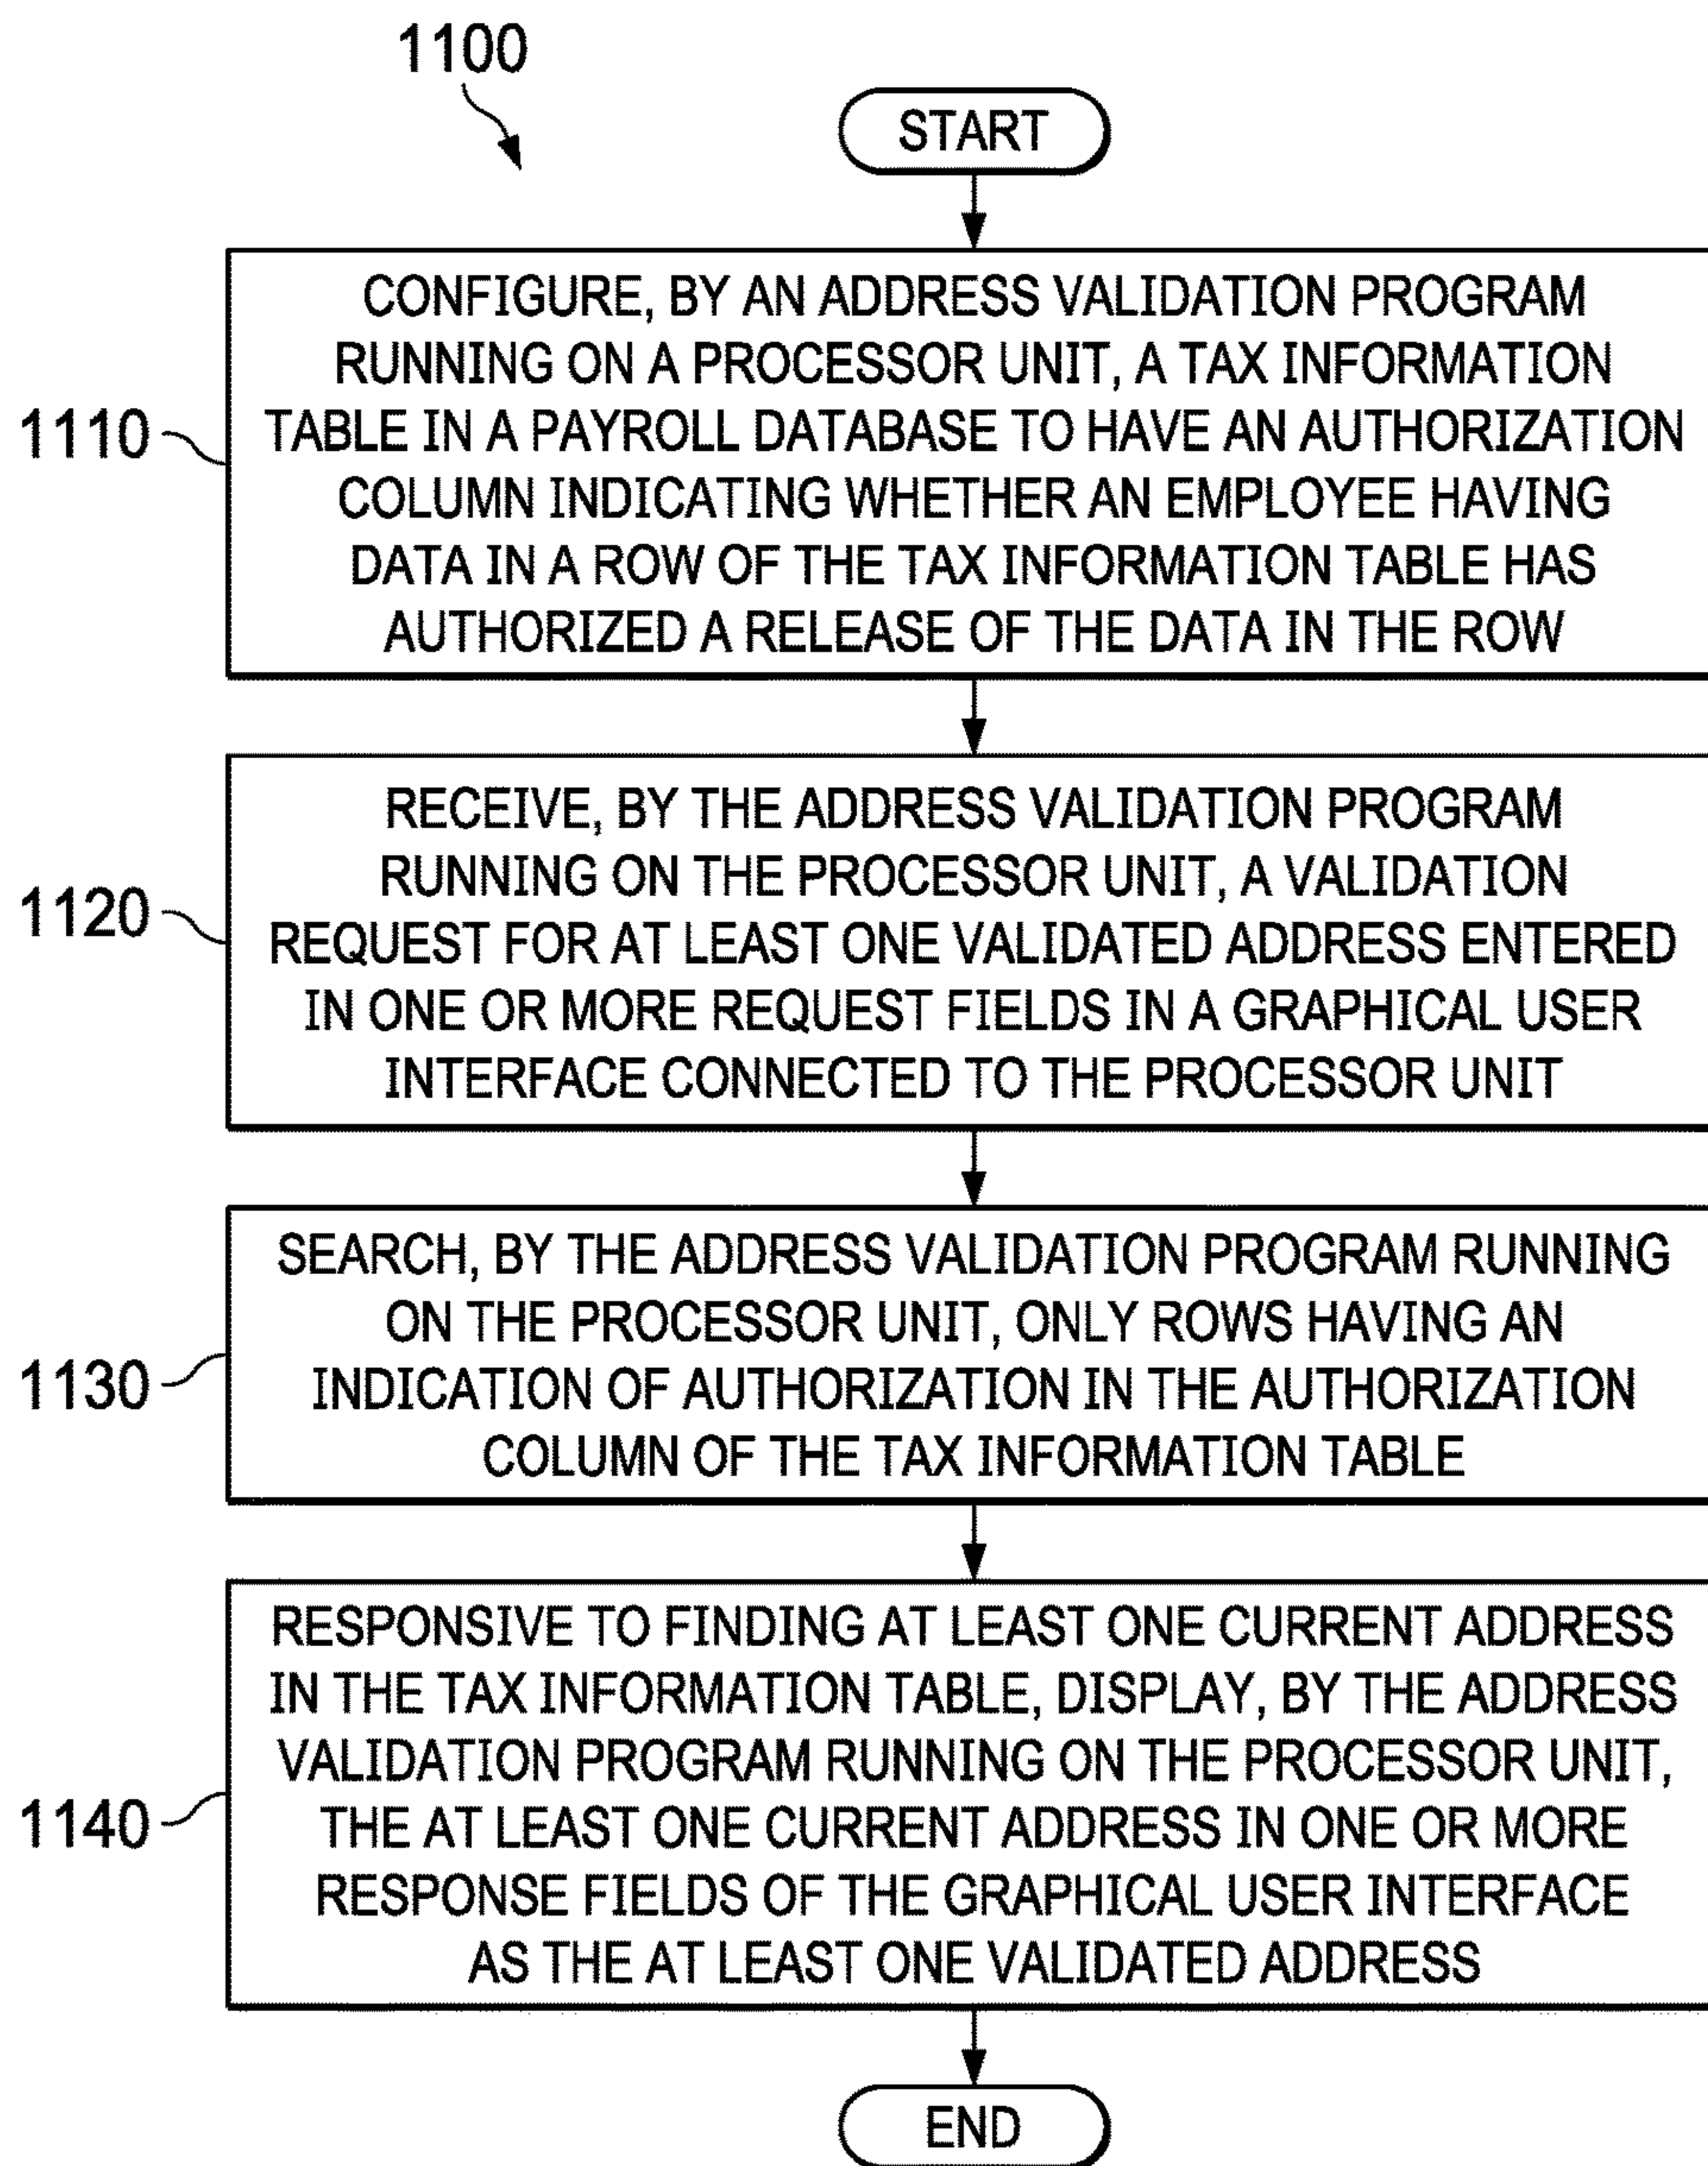 1100
START
CONFIGURE, BY AN ADDRESS VALIDATION PROGRAM
RUNNING ON A PROCESSOR UNIT, A TAX INFORMATION
1110
TABLE IN A PAYROLL DATABASE TO HAVE AN AUTHORIZATION
COLUMN INDICATING WHETHER AN EMPLOYEE HAVING
DATA IN A ROW OF THE TAX INFORMATION TABLE HAS
AUTHORIZED A RELEASE OF THE DATA IN THE ROW
RECEIVE, BY THE ADDRESS VALIDATION PROGRAM
RUNNING ON THE PROCESSOR UNIT, A VALIDATION
1120
REQUEST FOR AT LEAST ONE VALIDATED ADDRESS ENTERED
IN ONE OR MORE REQUEST FIELDS IN A GRAPHICAL USER
INTERFACE CONNECTED TO THE PROCESSOR UNIT
SEARCH, BY THE ADDRESS VALIDATION PROGRAM RUNNING
ON THE PROCESSOR UNIT, ONLY ROWS HAVING AN
1130
INDICATION OF AUTHORIZATION IN THE AUTHORIZATION
COLUMN OF THE TAX INFORMATION TABLE
RESPONSIVE TO FINDING AT LEAST ONE CURRENT ADDRESS
IN THE TAX INFORMATION TABLE, DISPLAY, BY THE ADDRESS
VALIDATION PROGRAM RUNNING ON THE PROCESSOR UNIT,
1140
THE AT LEAST ONE CURRENT ADDRESS IN ONE OR MORE
RESPONSE FIELDS OF THE GRAPHICAL USER INTERFACE
AS THE AT LEAST ONE VALIDATED ADDRESS
END